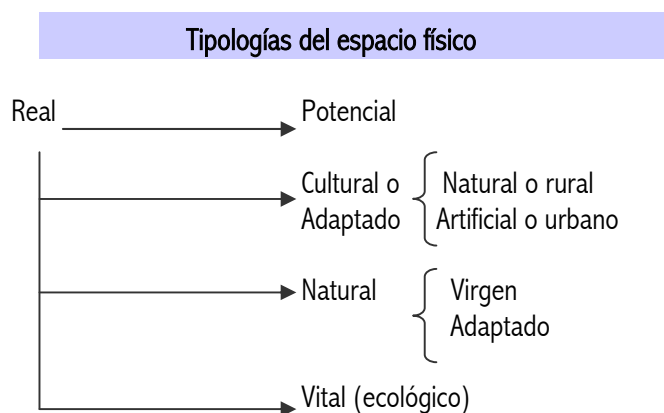 Tipologías del espacio físico
Real
Potencial
Cultural o
Adaptado
Natural o rural
Artificial o urbano
Natural
Virgen
Adaptado
Vital (ecológico)